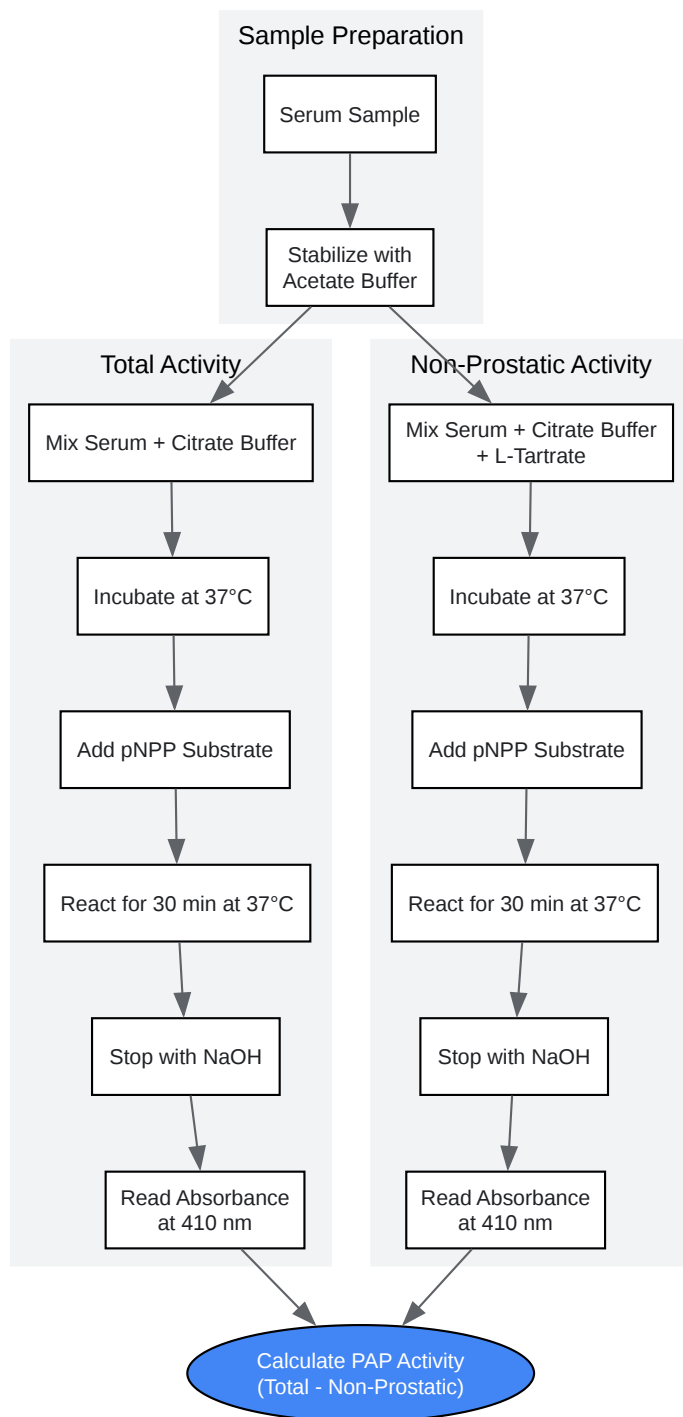 Sample Preparation
Serum Sample
Stabilize with
Acetate Buffer
Total Activity
Mix Serum + Citrate Buffer
Incubate at 37°C
Add pNPP Substrate
React for 30 min at 37°C
Stop with NaOH
Read Absorbance
at 410 nm
Non-Prostatic Activity
Mix Serum + Citrate Buffer
+ L-Tartrate
Incubate at 37°C
Add pNPP Substrate
React for 30 min at 37°C
Stop with NaOH
Read Absorbance
at 410 nm
Calculate PAP Activity
(Total - Non-Prostatic)